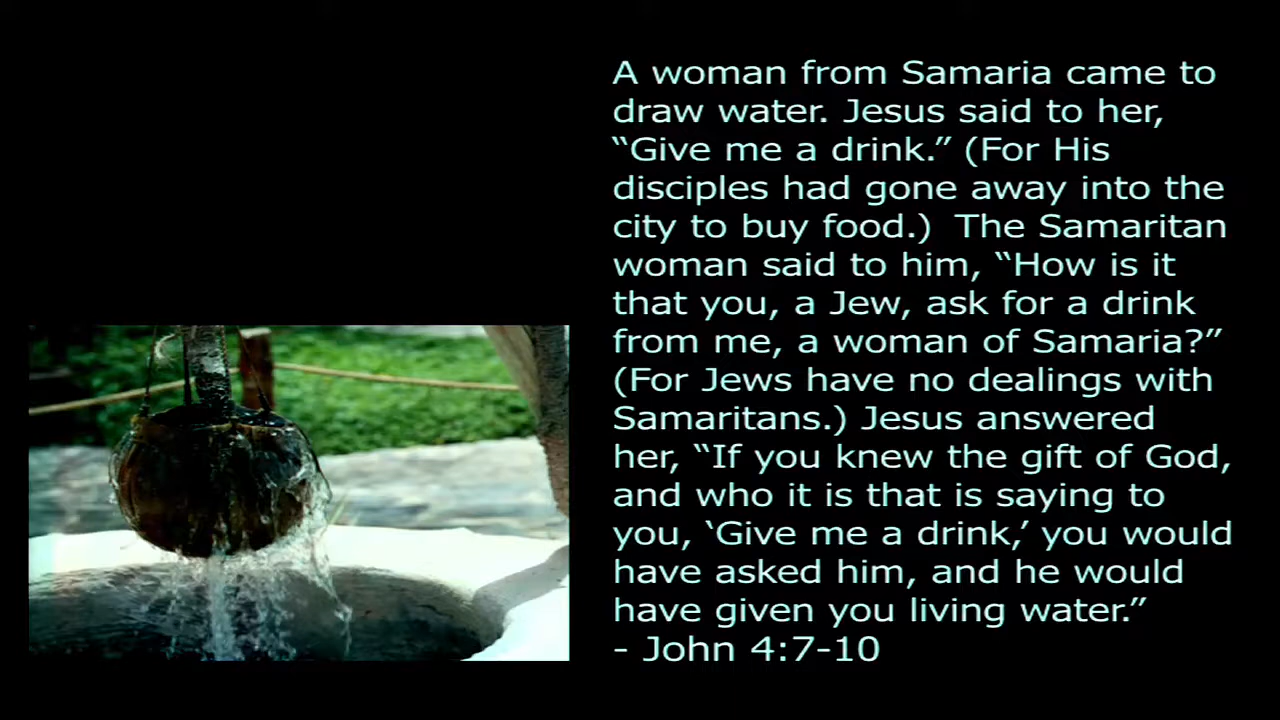 A woman from Samaria came to
draw water. Jesus said to her,
“Give me a drink.” (For His
disciples had gone away into the
city to buy food.)  The Samaritan
woman said to him, “How is it
that you, a Jew, ask for a drink
from me, a woman of Samaria?”
(For Jews have no dealings with
Samaritans.) Jesus answered
her, “If you knew the gift of God,
and who it is that is saying to
you, ‘Give me a drink,’ you would
have asked him, and he would
have given you living water.”
- John 4:7-10